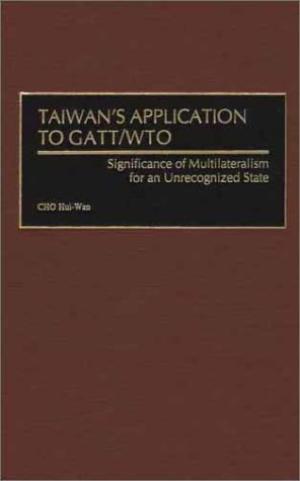 TAIWAN'S APPLICATION
TO GATT/WTO
Significance of Multilateralism
for an Unrecognized State
CHO Hui-Wan